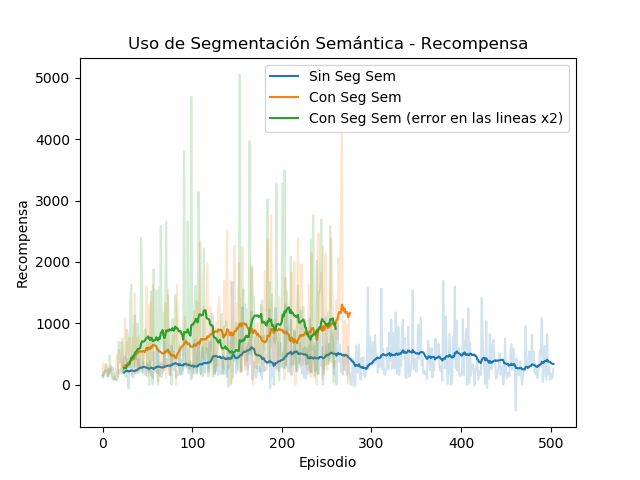 Uso de Segmentación Semántica - Recompensa
Sin Seg Sem
Con Seg Sem
Con Seg Sem (error en las lineas x2)
5000
4000
3000
2000
1000
0
Recompensa
0 100 200 300 400 500
Episodio